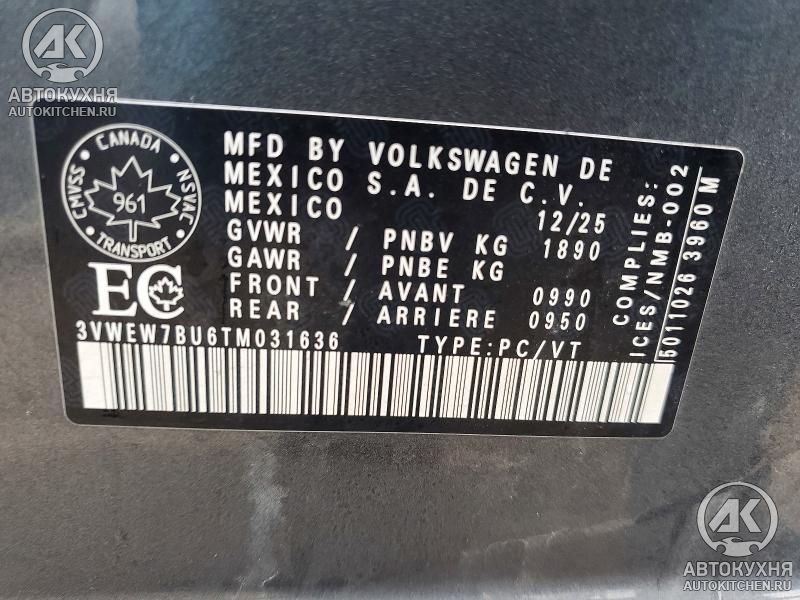 АК
АВТОКУХНЯ
AUTOKITCHEN.RU
CANADA
CMVSS
NSVAC
961
TRANSPORT
EC
MFD BY VOLKSWAGEN DE
MEXICO S.A. DE C.V.
MEXICO 12/25
GVWR / PNBV KG 1890
GAWR / PNBE KG
FRONT / AVANT 0990
REAR / ARRIERE 0950
3VWEW7BU6TM031636 TYPE:PC/VT
COMPLIES:
ICES/NMB-002
5011026 3960 M
АК
АВТОКУХНЯ
AUTOKITCHEN.RU